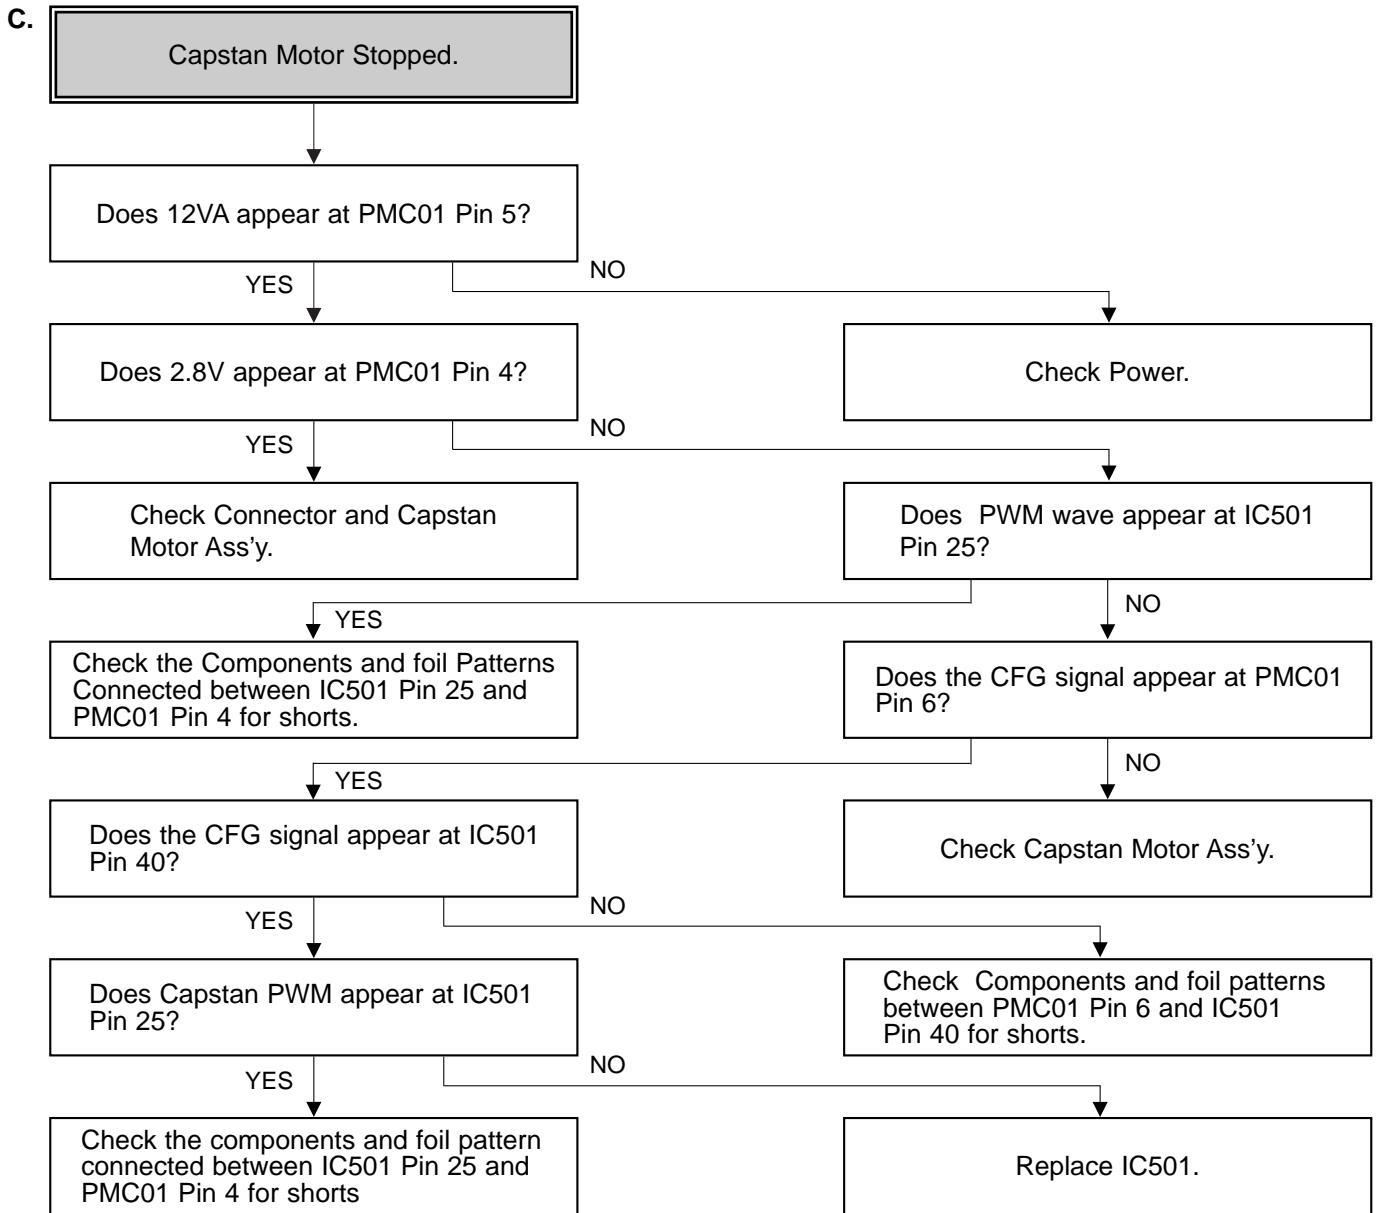 C.
Capstan Motor Stopped.
Does 12VA appear at PMC01 Pin 5?
YES
NO
Does 2.8V appear at PMC01 Pin 4?
Check Power.
YES
NO
Check Connector and Capstan
Motor Ass’y.
Does PWM wave appear at IC501
Pin 25?
YES
NO
Check the Components and foil Patterns
Connected between IC501 Pin 25 and
PMC01 Pin 4 for shorts.
Does the CFG signal appear at PMC01
Pin 6?
YES
NO
Does the CFG signal appear at IC501
Pin 40?
Check Capstan Motor Ass’y.
YES
NO
Does Capstan PWM appear at IC501
Pin 25?
Check Components and foil patterns
between PMC01 Pin 6 and IC501
Pin 40 for shorts.
YES
NO
Check the components and foil pattern
connected between IC501 Pin 25 and
PMC01 Pin 4 for shorts
Replace IC501.